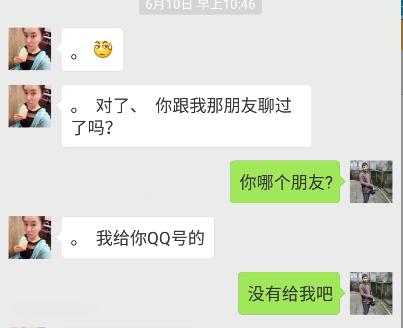 6月10日 早上10:46
。
。 对了、 你跟我那朋友聊过
了吗？
你哪个朋友?
。 我给你QQ号的
没有给我吧